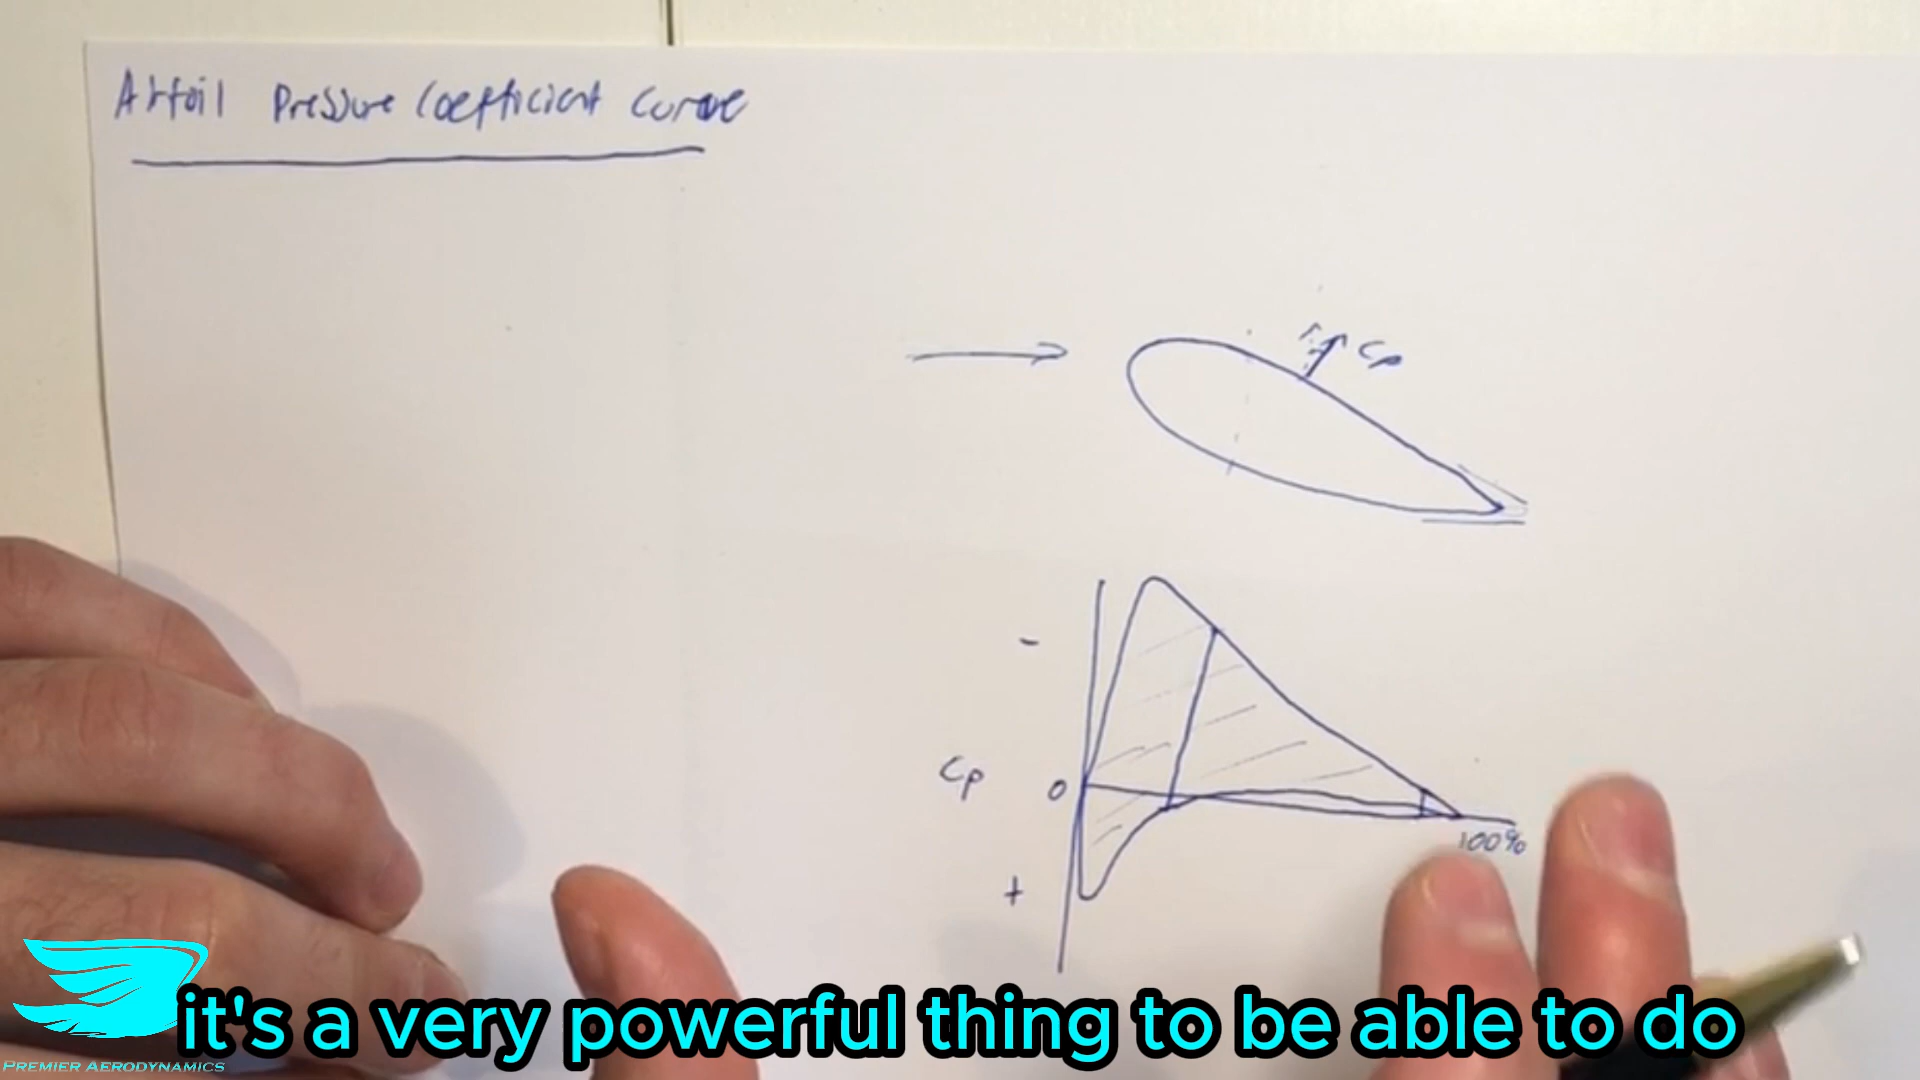 Airfoil Pressure Coefficient Curve
Cp
-
Cp
0
100%
+
it's a very powerful thing to be able to do
PREMIER AERODYNAMICS